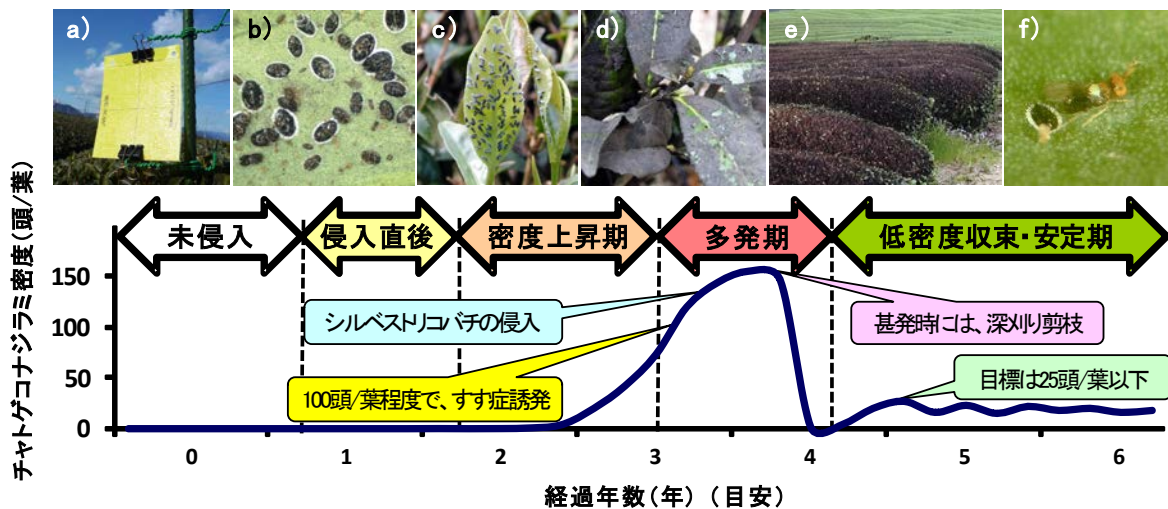 a) b) c) d) e) f)
未侵入 侵入直後 密度上昇期 多発期 低密度収束・安定期
チャトゲコナジラミ密度(頭/葉)
150
100
50
0
シルベストリコバチの侵入
甚発時には、深刈り剪枝
100頭/葉程度で、すす症誘発
目標は25頭/葉以下
0 1 2 3 4 5 6
経過年数(年) (目安)